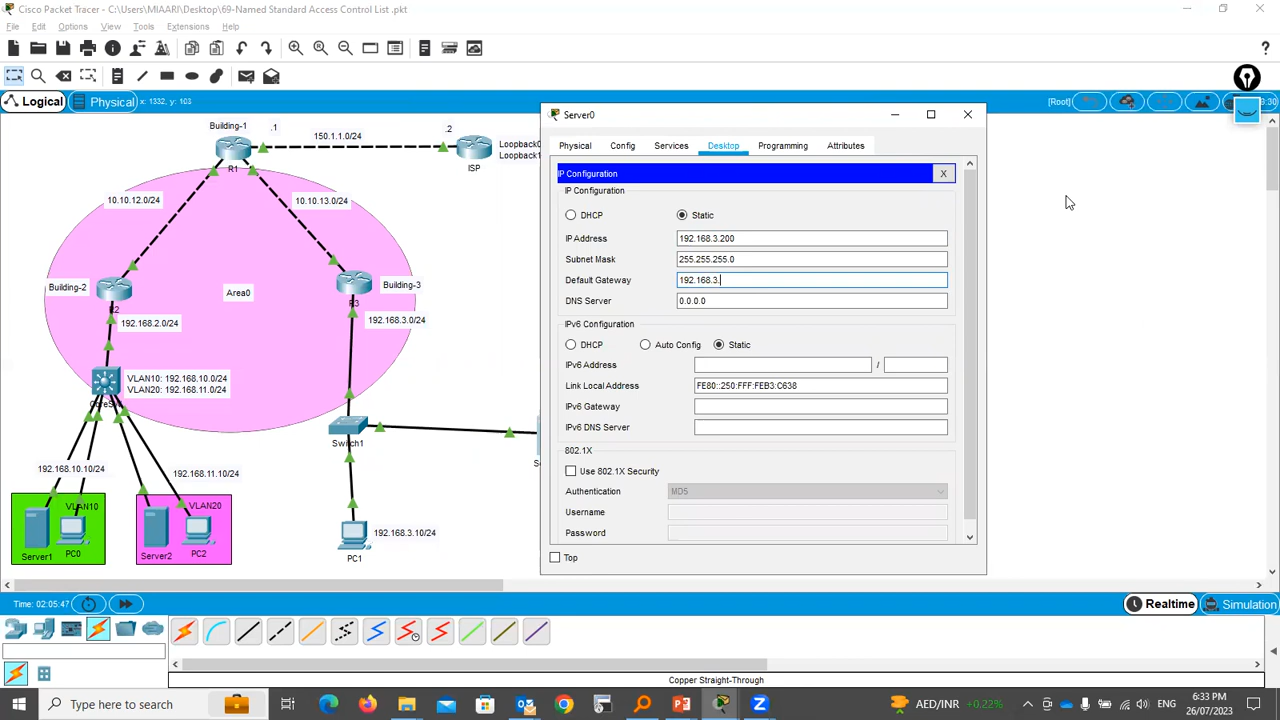 Cisco Packet Tracer - C:\Users\MIAARI\Desktop\69-Named Standard Access Control List .pkt
File Edit Options View Tools Extensions Help
Logical Physical x: 1332, y: 103 [Root]
Building-1
.1
150.1.1.0/24
.2
R1
ISP
Loopback0
Loopback1
10.10.12.0/24
10.10.13.0/24
Building-2
Area0
Building-3
R3
192.168.2.0/24
192.168.3.0/24
VLAN10: 192.168.10.0/24
VLAN20: 192.168.11.0/24
Switch1
192.168.10.10/24
192.168.11.10/24
VLAN10
VLAN20
Server1
PC0
Server2
PC2
192.168.3.10/24
PC1
Server0
Physical Config Services Desktop Programming Attributes
IP Configuration X
IP Configuration
DHCP Static
IP Address 192.168.3.200
Subnet Mask 255.255.255.0
Default Gateway 192.168.3.
DNS Server 0.0.0.0
IPv6 Configuration
DHCP Auto Config Static
IPv6 Address /
Link Local Address FE80::250:FFF:FEB3:C638
IPv6 Gateway
IPv6 DNS Server
802.1X
Use 802.1X Security
Authentication MD5
Username
Password
Top
Time: 02:05:47 Realtime Simulation
Copper Straight-Through
Type here to search
AED/INR +0.22% ENG 6:33 PM
26/07/2023